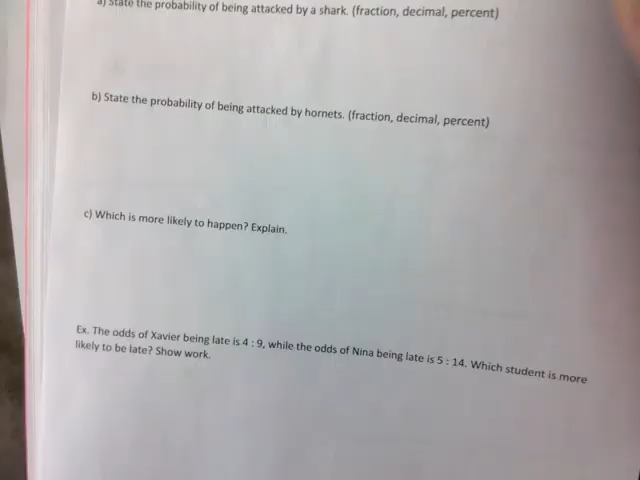 a) State the probability of being attacked by a shark. (fraction, decimal, percent)
b) State the probability of being attacked by hornets. (fraction, decimal, percent)
c) Which is more likely to happen? Explain.
Ex. The odds of Xavier being late is 4 : 9, while the odds of Nina being late is 5 : 14. Which student is more
likely to be late? Show work.